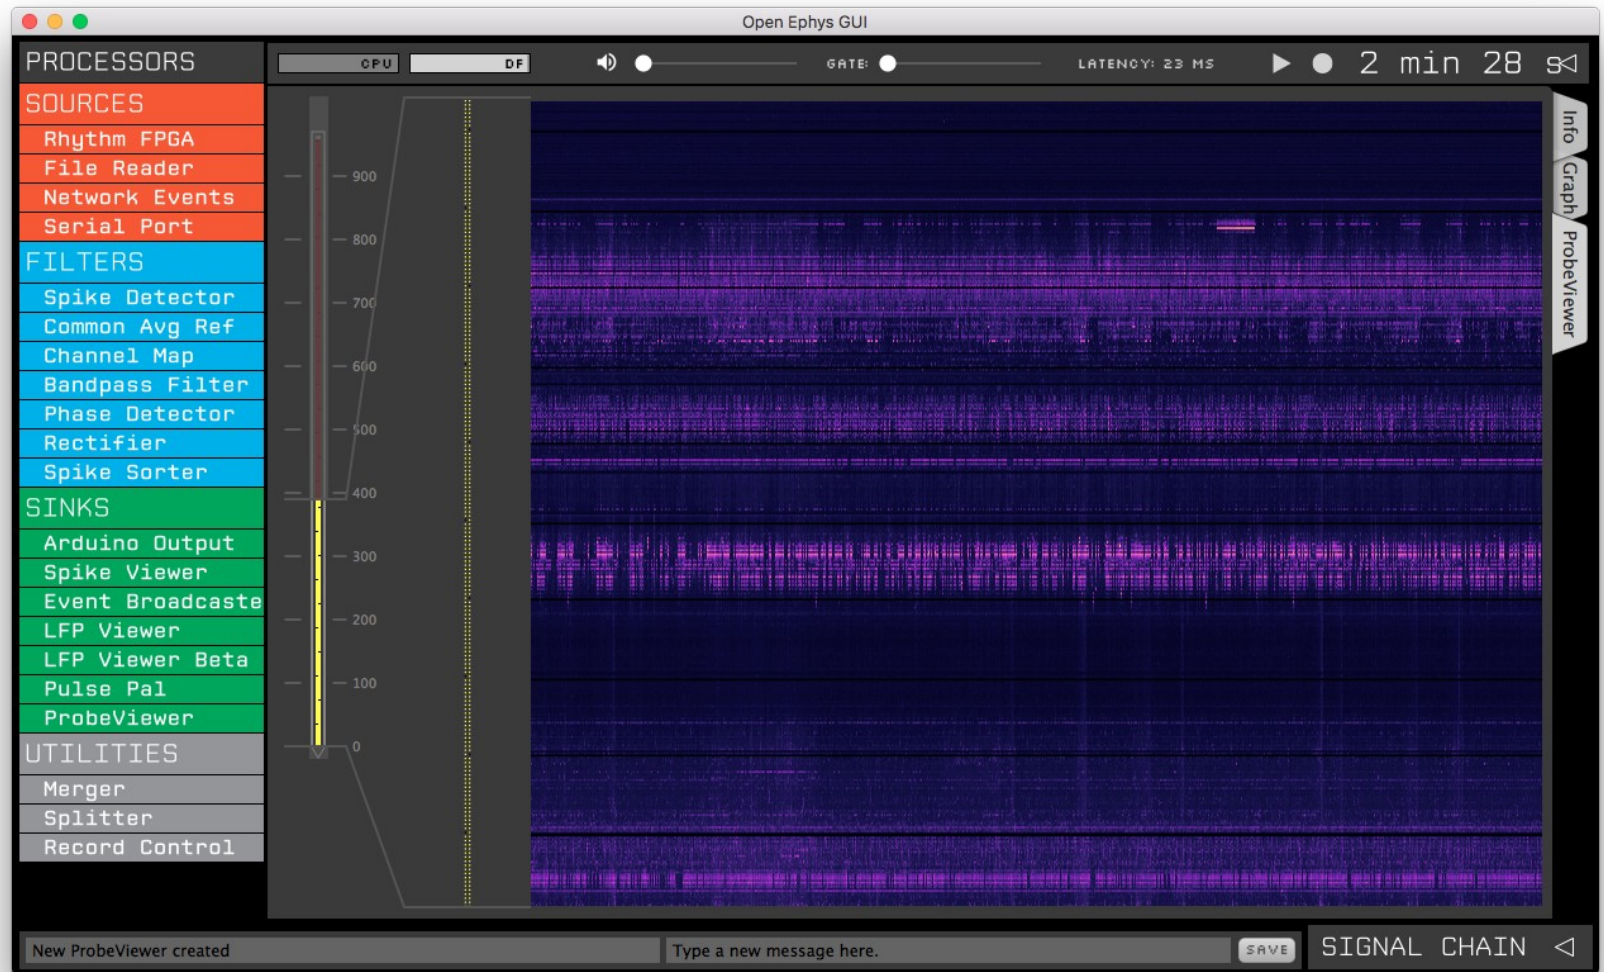 Open Ephys GUI
PROCESSORS
CPU
DF
GATE:
LATENCY: 23 MS
2 min 28 s
SOURCES
Rhythm FPGA
File Reader
Network Events
Serial Port
FILTERS
Spike Detector
Common Avg Ref
Channel Map
Bandpass Filter
Phase Detector
Rectifier
Spike Sorter
SINKS
Arduino Output
Spike Viewer
Event Broadcaste
LFP Viewer
LFP Viewer Beta
Pulse Pal
ProbeViewer
UTILITIES
Merger
Splitter
Record Control
900
800
700
600
500
400
300
200
100
0
Info
Graph
ProbeViewer
New ProbeViewer created
Type a new message here.
SAVE
SIGNAL CHAIN